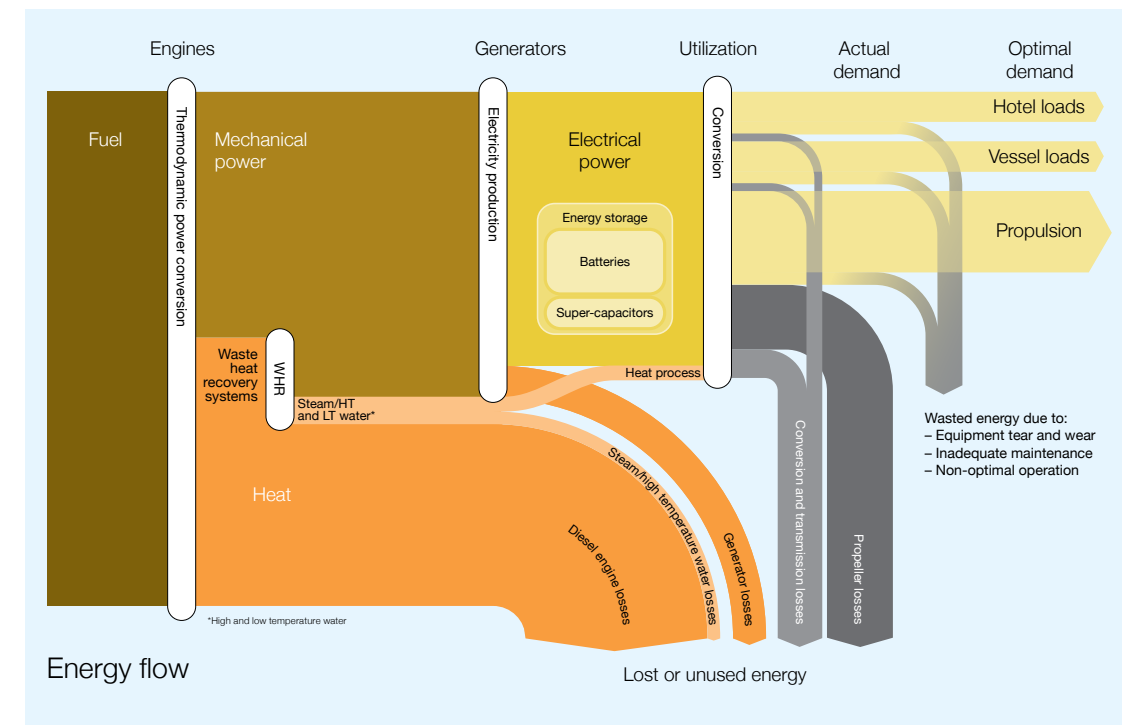 Engines
Generators
Utilization
Actual
demand
Optimal
demand
Fuel
Thermodynamic power conversion
Mechanical
power
Electricity production
Electrical
power
Conversion
Hotel loads
Vessel loads
Propulsion
Energy storage
Batteries
Super-capacitors
Waste
heat
recovery
systems
WHR
Steam/HT
and LT water*
Heat process
Heat
Diesel engine losses
Steam/high temperature water losses
Generator losses
Conversion and transmission losses
Propeller losses
Wasted energy due to:
– Equipment tear and wear
– Inadequate maintenance
– Non-optimal operation
*High and low temperature water
Energy flow
Lost or unused energy